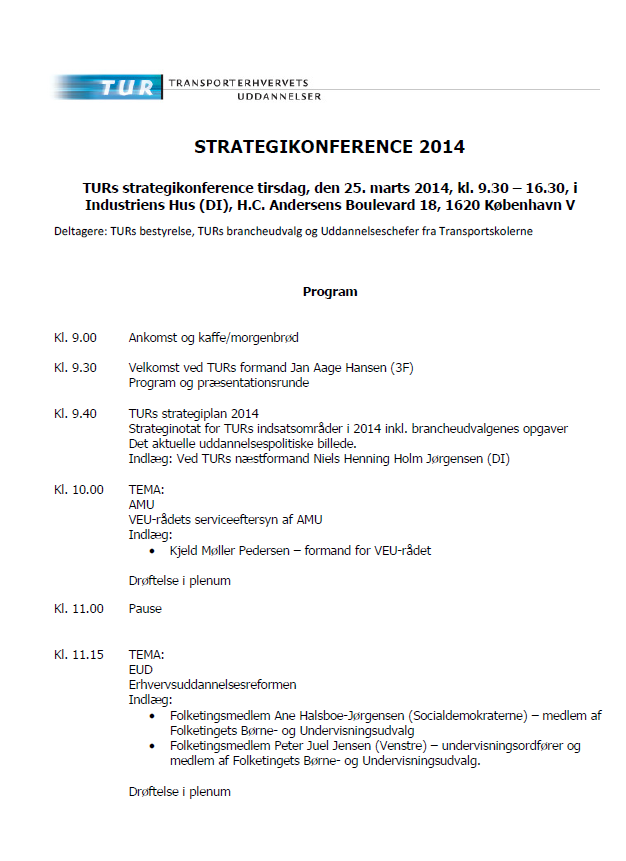 TUR TRANSPORTERHVERVETS
UDDANNELSER
STRATEGIKONFERENCE 2014
TURs strategikonference tirsdag, den 25. marts 2014, kl. 9.30 – 16.30, i
Industriens Hus (DI), H.C. Andersens Boulevard 18, 1620 København V
Deltagere: TURs bestyrelse, TURs brancheudvalg og Uddannelseschefer fra Transportskolerne
Program
Kl. 9.00 Ankomst og kaffe/morgenbrød
Kl. 9.30 Velkomst ved TURs formand Jan Aage Hansen (3F)
Program og præsentationsrunde
Kl. 9.40 TURs strategiplan 2014
Strateginotat for TURs indsatsområder i 2014 inkl. brancheudvalgenes opgaver
Det aktuelle uddannelsespolitiske billede.
Indlæg: Ved TURs næstformand Niels Henning Holm Jørgensen (DI)
Kl. 10.00 TEMA:
AMU
VEU-rådets serviceeftersyn af AMU
Indlæg:
• Kjeld Møller Pedersen – formand for VEU-rådet
Drøftelse i plenum
Kl. 11.00 Pause
Kl. 11.15 TEMA:
EUD
Erhvervsuddannelsesreformen
Indlæg:
• Folketingsmedlem Ane Halsboe-Jørgensen (Socialdemokraterne) – medlem af
Folketingets Børne- og Undervisningsudvalg
• Folketingsmedlem Peter Juel Jensen (Venstre) – undervisningsordfører og
medlem af Folketingets Børne- og Undervisningsudvalg.
Drøftelse i plenum